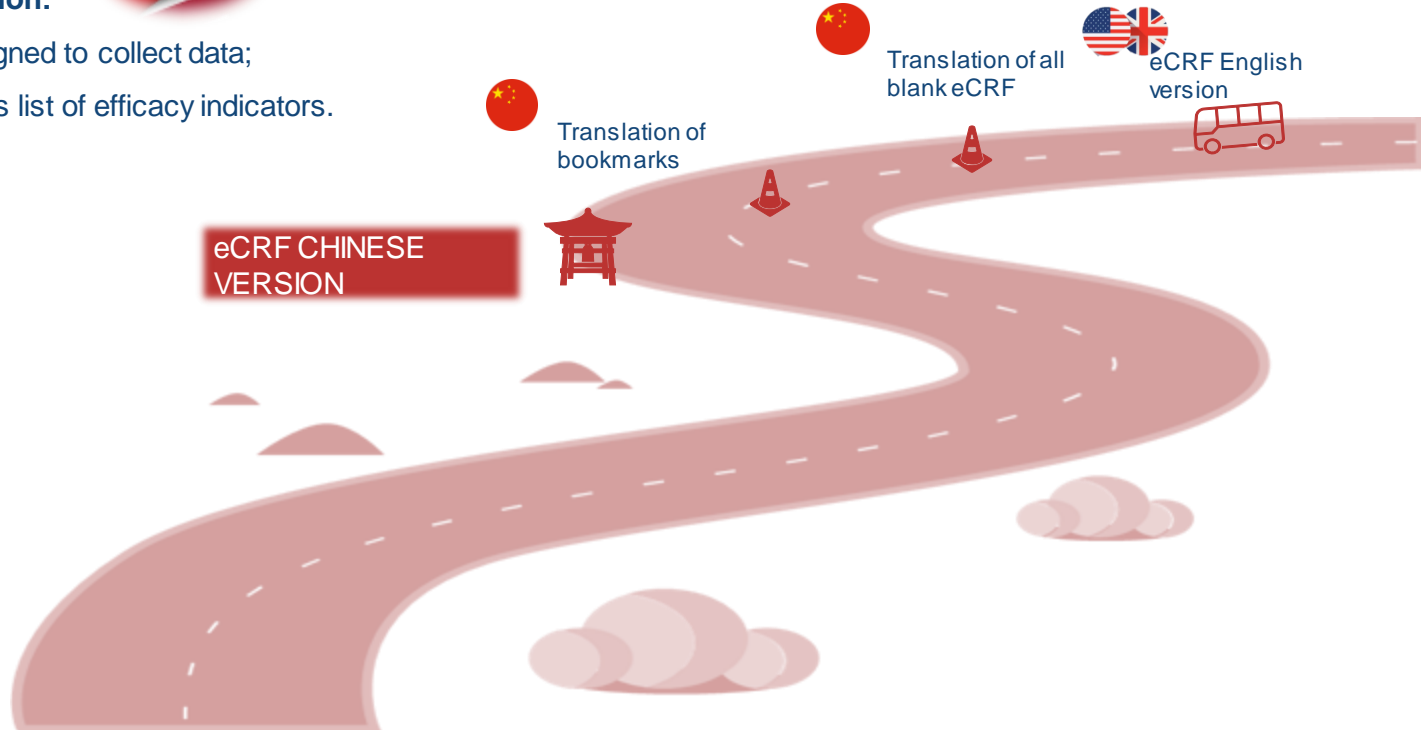 gned to collect data;
s list of efficacy indicators.
Translation of
bookmarks
Translation of all
blank eCRF
eCRF English
version
eCRF CHINESE
VERSION